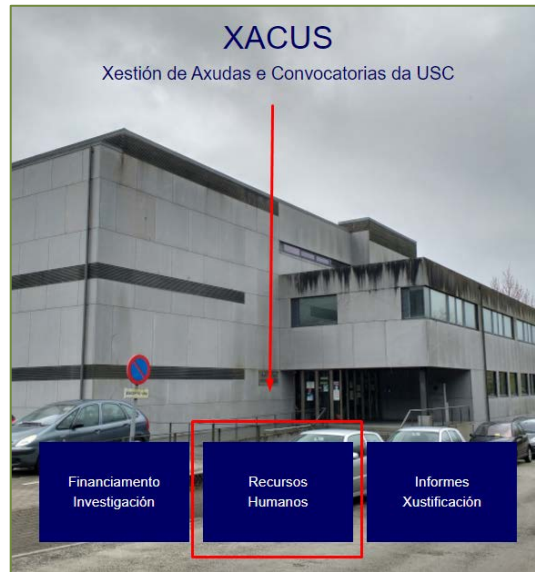 XACUS
Xestión de Axudas e Convocatorias da USC
Financiamento
Investigación
Recursos
Humanos
Informes
Xustificación